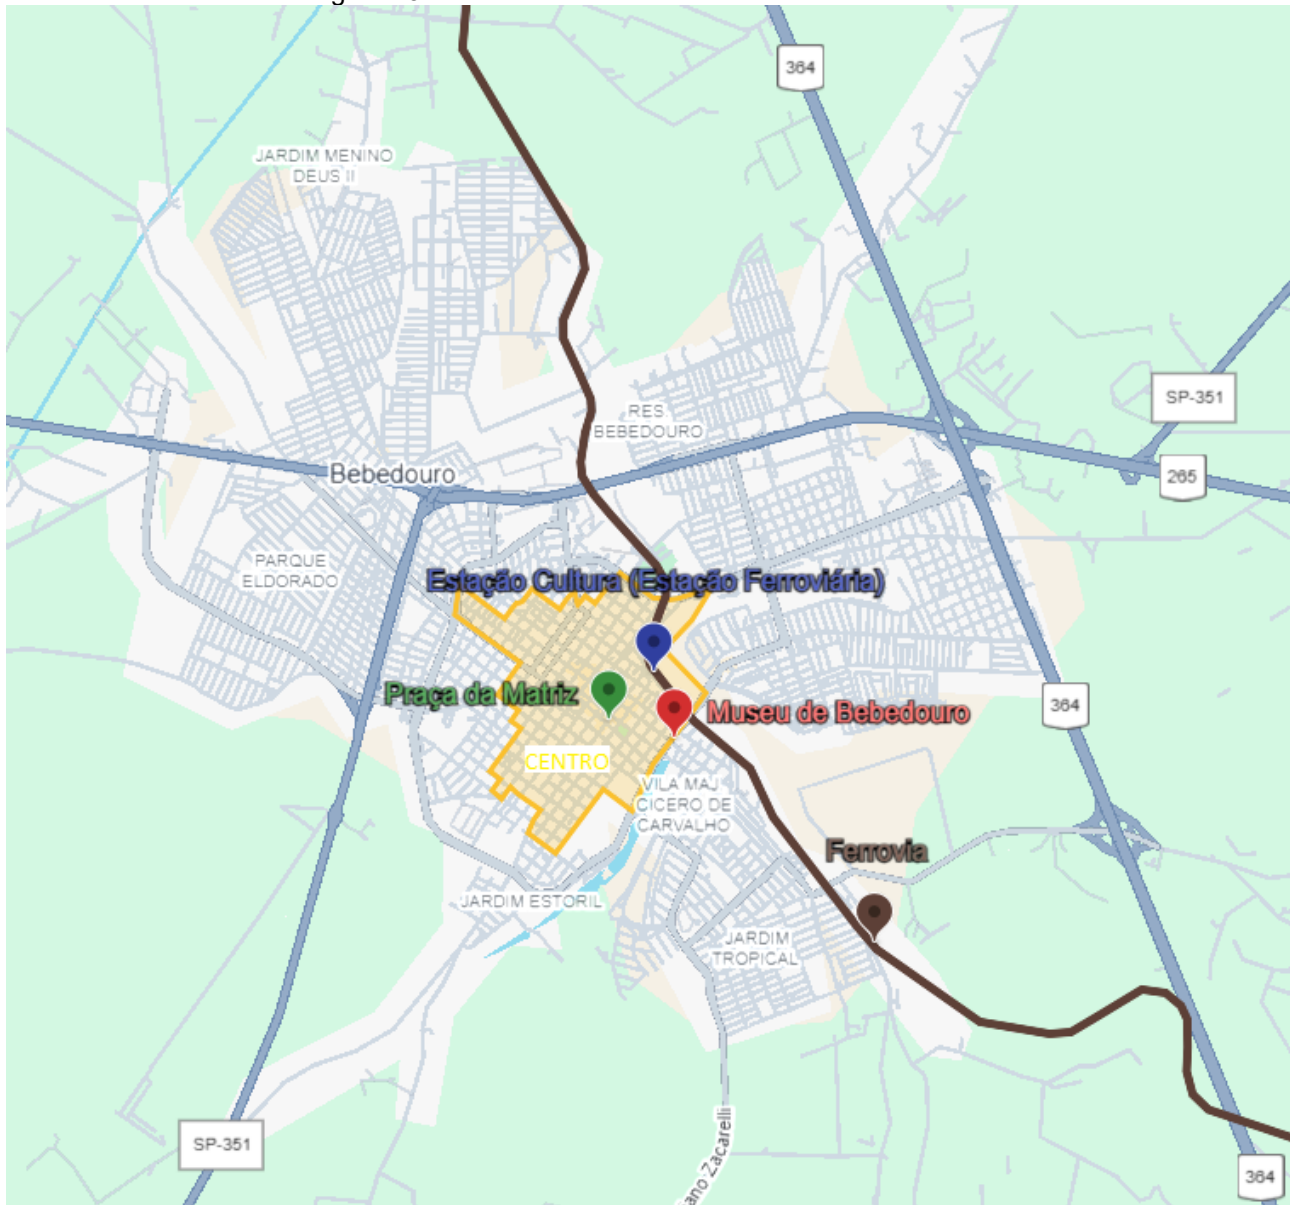 364
JARDIM MENINO
DEUS II
SP-351
RES.
BEBEDOURO
Bebedouro
265
PARQUE
ELDORADO
Estação Cultura (Estação Ferroviária)
Praça da Matriz
Museu de Bebedouro
364
CENTRO
VILA MAJ.
CICERO DE
CARVALHO
Ferrovia
JARDIM ESTORIL
JARDIM
TROPICAL
Zacarelli
SP-351
364